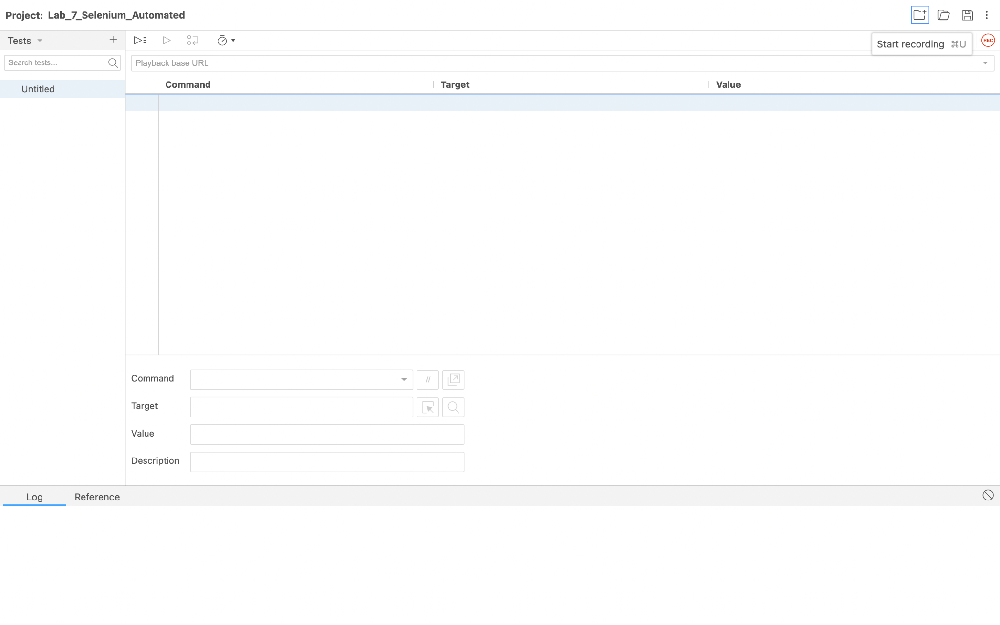 Project: Lab_7_Selenium_Automated
Tests
Start recording ⌘U
REC
Search tests...
Playback base URL
Command Target Value
Untitled
Command
//
Target
Value
Description
Log Reference